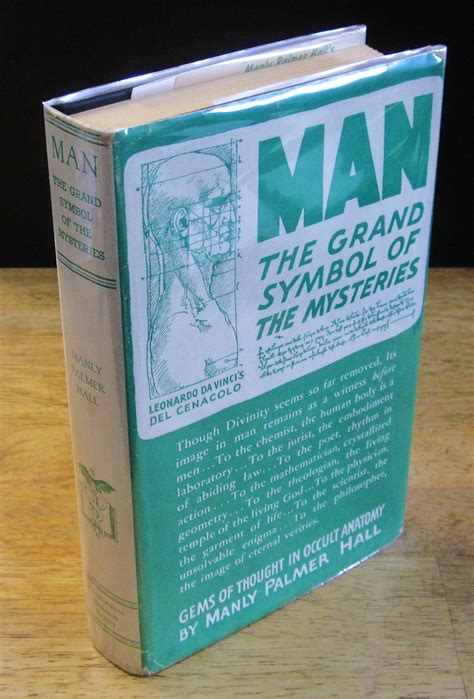 Manly Palmer Hall's
MAN
THE GRAND
SYMBOL
OF THE
MYSTERIES
MANLY
PALMER
HALL
MAN
THE GRAND
SYMBOL OF
THE MYSTERIES
LEONARDO DA VINCI'S
DEL CENACOLO
Though Divinity seems so far removed, Its
image in man remains as a witness before
men...To the chemist, the human body is a
laboratory...To the jurist, the embodiment
of abiding law...To the poet, rhythm in
action...To the mathematician, crystallized
geometry...To the theologian, the living
temple of the living God...To the physician,
the garment of life...To the scientist, the
unsolvable enigma...To the philosopher,
the image of eternal verities.
GEMS OF THOUGHT IN OCCULT ANATOMY
BY MANLY PALMER HALL